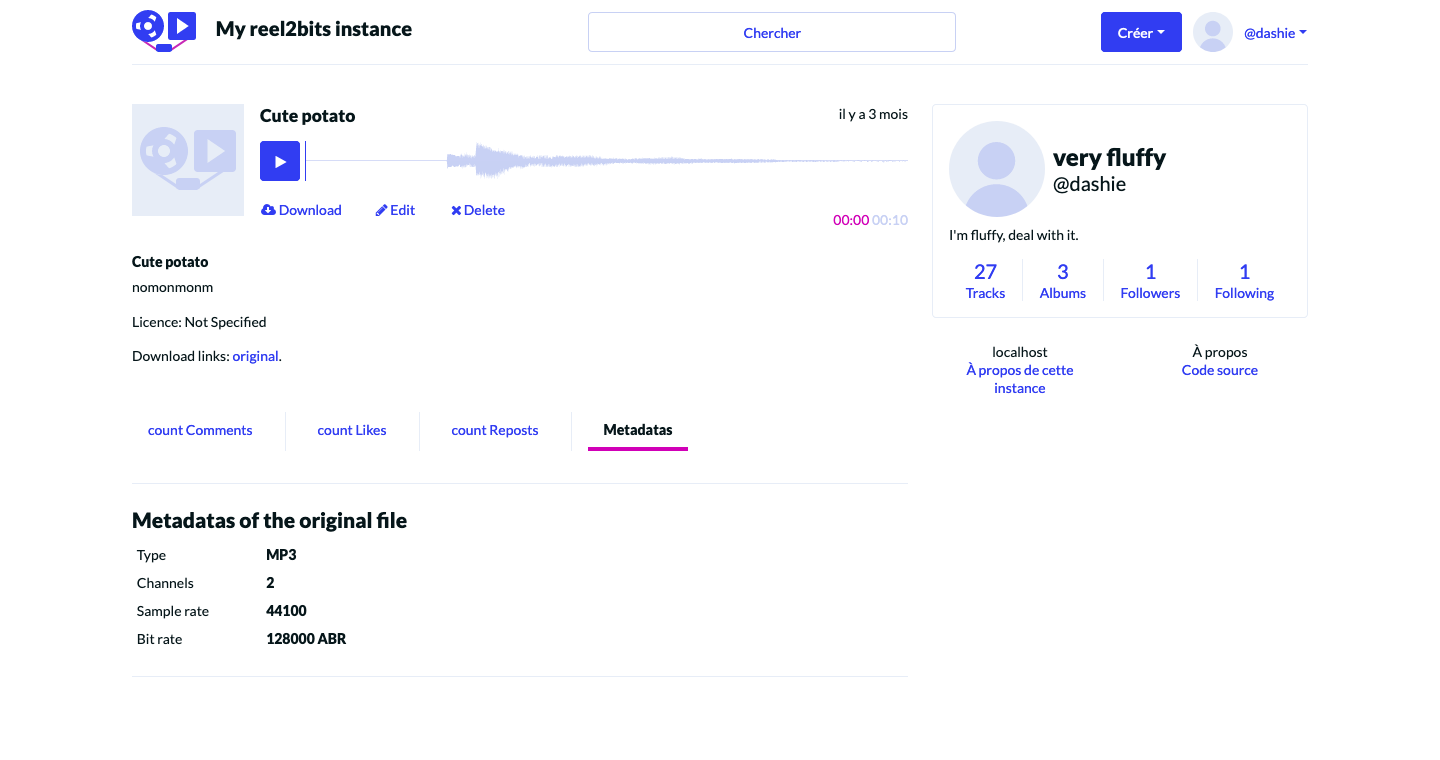 My reel2bits instance
Chercher
Créer
@dashie
Cute potato
il y a 3 mois
Download
Edit
Delete
00:00 00:10
Cute potato
nomonmonm
Licence: Not Specified
Download links: original.
count Comments
count Likes
count Reposts
Metadatas
Metadatas of the original file
Type MP3
Channels 2
Sample rate 44100
Bit rate 128000 ABR
very fluffy
@dashie
I'm fluffy, deal with it.
27 3 1 1
Tracks Albums Followers Following
localhost
À propos de cette
instance
À propos
Code source